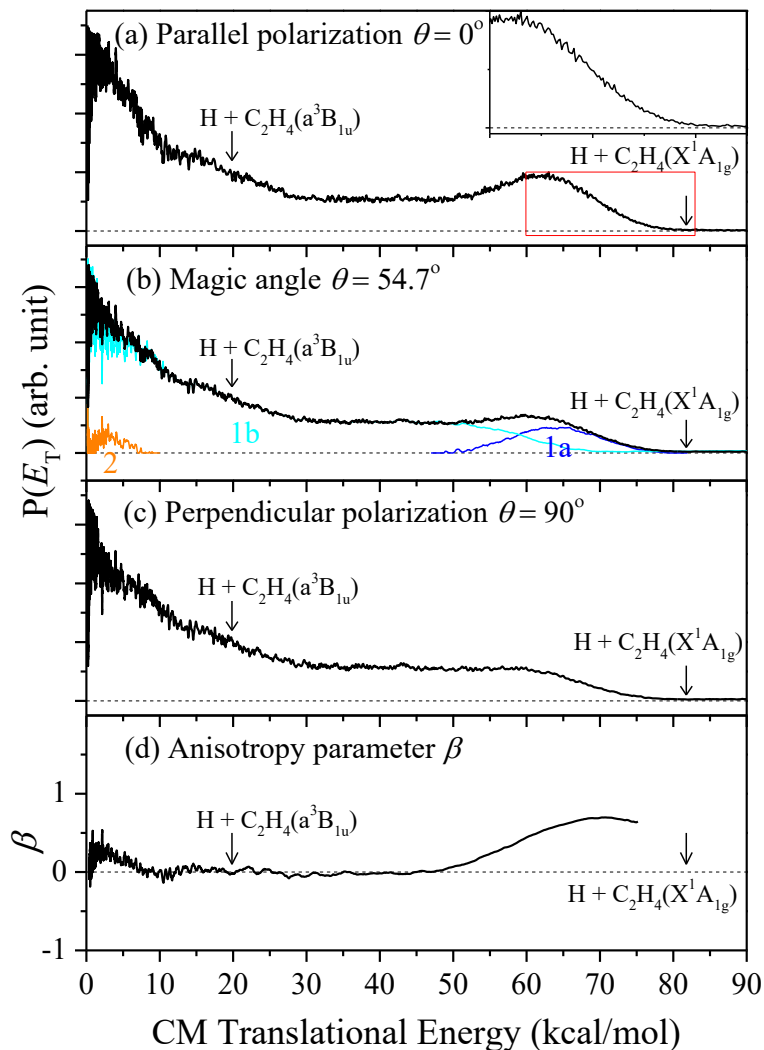 (a) Parallel polarization θ = 0°
H + C₂H₄(a³B₁ᵤ)
H + C₂H₄(X¹A₁g)
(b) Magic angle θ = 54.7°
H + C₂H₄(a³B₁ᵤ)
H + C₂H₄(X¹A₁g)
1b
1a
2
P(E_T) (arb. unit)
(c) Perpendicular polarization θ = 90°
H + C₂H₄(a³B₁ᵤ)
H + C₂H₄(X¹A₁g)
(d) Anisotropy parameter β
1
H + C₂H₄(a³B₁ᵤ)
β
0
H + C₂H₄(X¹A₁g)
-1
0 10 20 30 40 50 60 70 80 90
CM Translational Energy (kcal/mol)